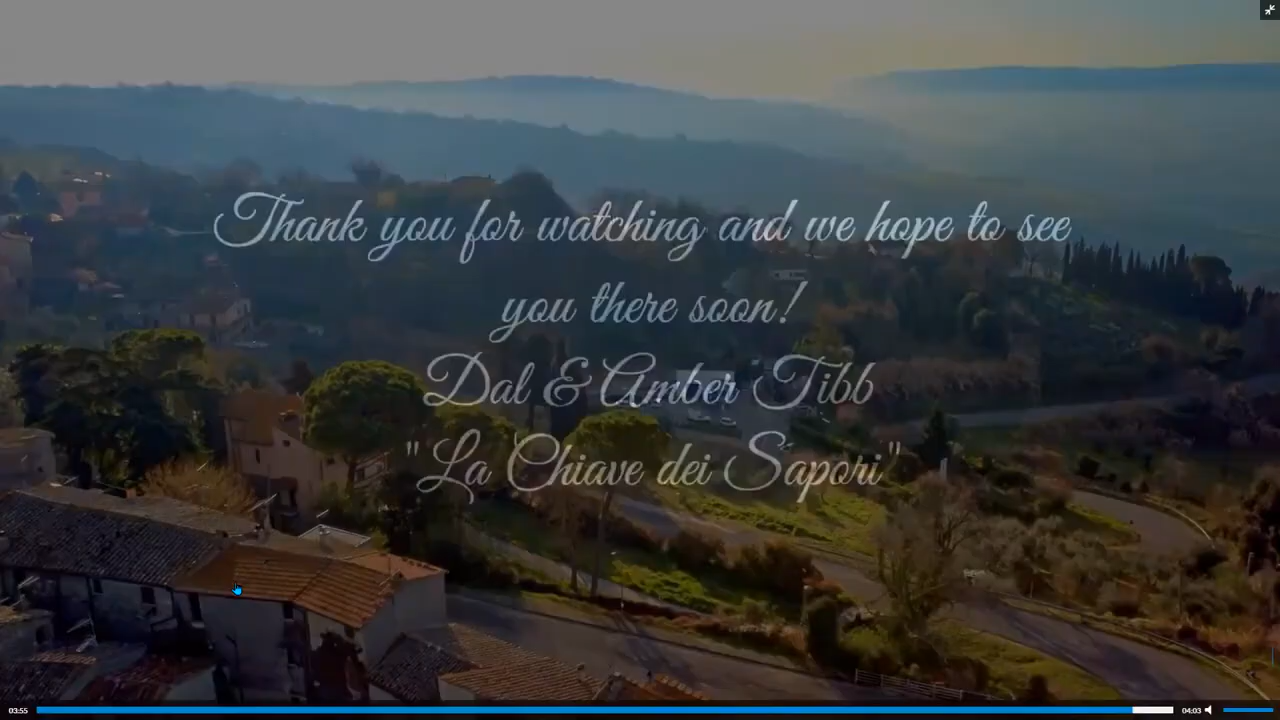 Thank you for watching and we hope to see
you there soon!
Dal & Amber Tibb
"La Chiave dei Sapori"
03:55
04:03